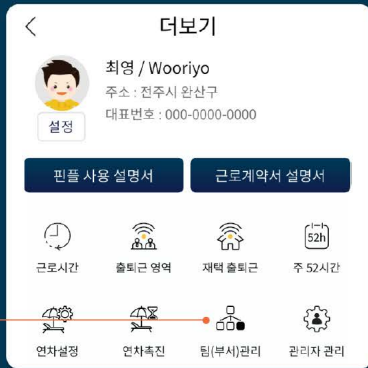 더보기
최영 / Wooriyo
주소 : 전주시 완산구
대표번호 : 000-0000-0000
설정
핀플 사용 설명서 근로계약서 설명서
52h
근로시간 출퇴근 영역 재택 출퇴근 주 52시간
연차설정 연차촉진 팀(부서)관리 관리자 관리